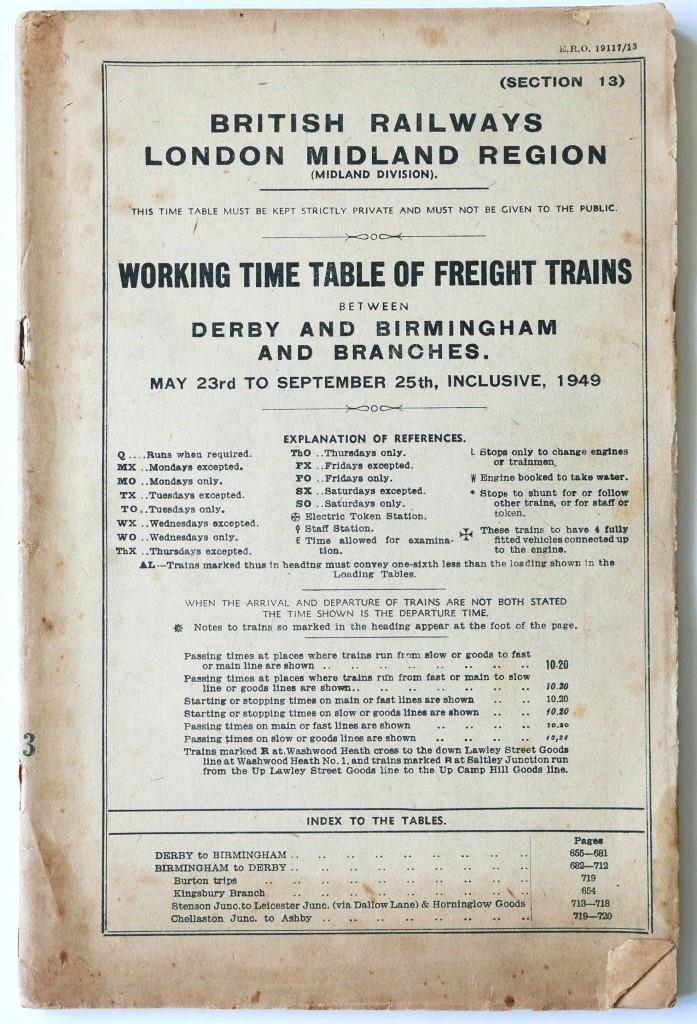 E.R.O. 19117/13
(SECTION 13)
BRITISH RAILWAYS
LONDON MIDLAND REGION
(MIDLAND DIVISION).
THIS TIME TABLE MUST BE KEPT STRICTLY PRIVATE AND MUST NOT BE GIVEN TO THE PUBLIC.
WORKING TIME TABLE OF FREIGHT TRAINS
BETWEEN
DERBY AND BIRMINGHAM
AND BRANCHES.
MAY 23rd TO SEPTEMBER 25th, INCLUSIVE, 1949
EXPLANATION OF REFERENCES.
Q ....Runs when required.
MX ..Mondays excepted.
MO ..Mondays only.
TX ..Tuesdays excepted.
TO ..Tuesdays only.
WX ..Wednesdays excepted.
WO ..Wednesdays only.
ThX ..Thursdays excepted.
ThO ..Thursdays only.
FX ..Fridays excepted.
FO ..Fridays only.
SX ..Saturdays excepted.
SO ..Saturdays only.
Electric Token Station.
Staff Station.
E Time allowed for examina-
tion.
L Stops only to change engines
or trainmen.
W Engine booked to take water.
* Stops to shunt for or follow
other trains, or for staff or
token.
✠ These trains to have 4 fully
fitted vehicles connected up
to the engine.
AL—Trains marked thus in heading must convey one-sixth less than the loading shown in the
Loading Tables.
WHEN THE ARRIVAL AND DEPARTURE OF TRAINS ARE NOT BOTH STATED
THE TIME SHOWN IS THE DEPARTURE TIME.
❋ Notes to trains so marked in the heading appear at the foot of the page.
Passing times at places where trains run from slow or goods to fast
or main line are shown .. .. .. .. .. .. 10-20
Passing times at places where trains run from fast or main to slow
line or goods lines are shown.. .. .. .. .. .. 10.20
Starting or stopping times on main or fast lines are shown .. .. 10.20
Starting or stopping times on slow or goods lines are shown .. .. 10.20
Passing times on main or fast lines are shown .. .. .. 10.20
Passing times on slow or goods lines are shown .. .. .. .. 10,20
Trains marked R at Washwood Heath cross to the down Lawley Street Goods
line at Washwood Heath No. 1, and trains marked R at Saltley Junction run
from the Up Lawley Street Goods line to the Up Camp Hill Goods line.
3
INDEX TO THE TABLES.
Pages
DERBY to BIRMINGHAM .. .. .. .. .. .. .. .. .. 655—681
BIRMINGHAM to DERBY .. .. .. .. .. .. .. .. .. 682—712
Burton trips .. .. .. .. .. .. .. .. .. 719
Kingsbury Branch .. .. .. .. .. .. .. .. 654
Stenson Junc. to Leicester Junc. (via Dallow Lane) & Horninglow Goods 713—718
Chellaston Junc. to Ashby .. .. .. .. .. .. .. .. 719—720